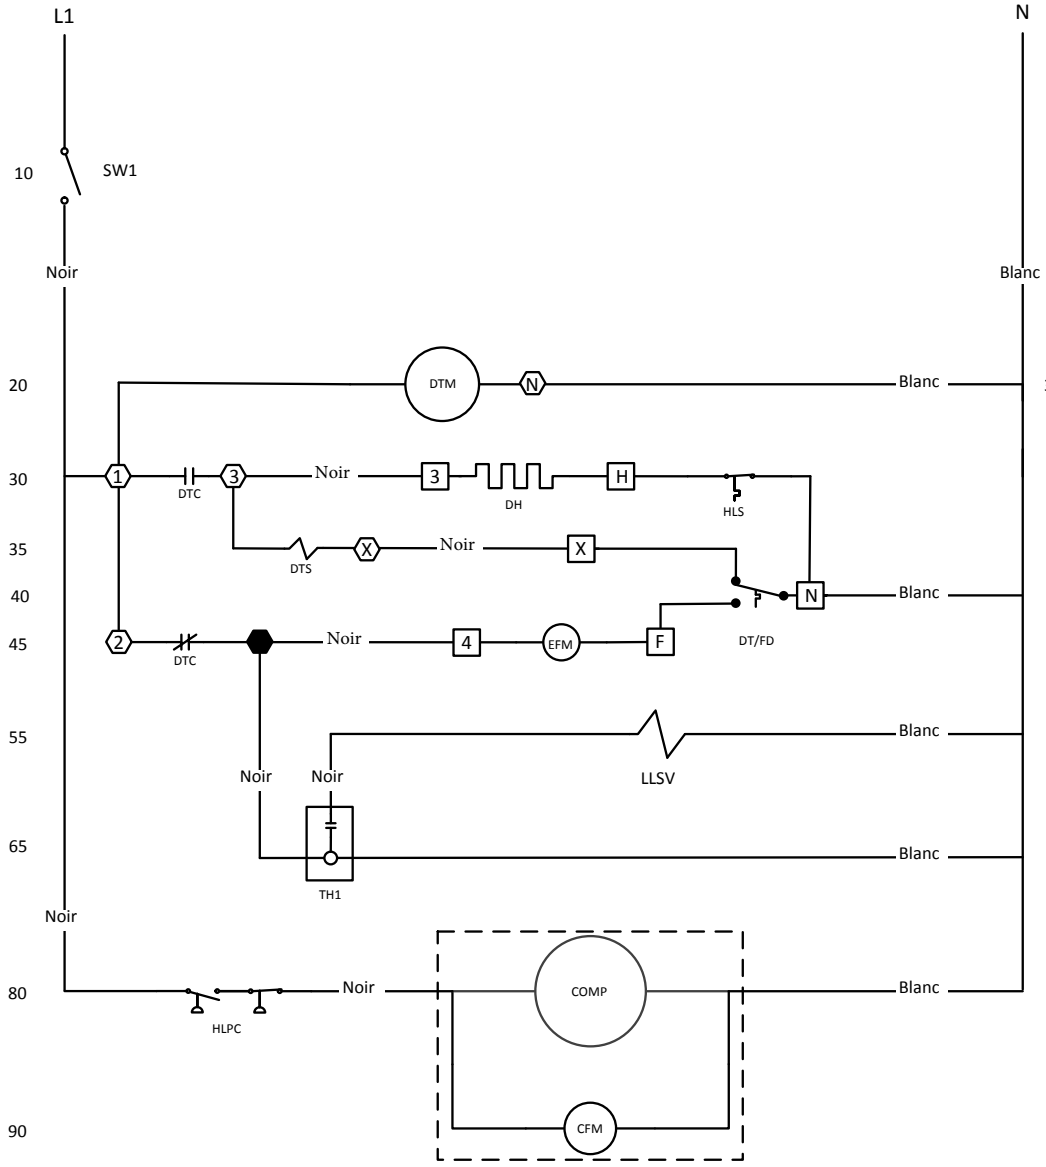 L1
N
10
SW1
Noir
Blanc
20
DTM
N
Blanc
30
1
DTC
3
Noir
3
DH
H
HLS
35
DTS
X
Noir
X
40
N
Blanc
DT/FD
45
2
DTC
Noir
4
EFM
F
55
Blanc
LLSV
Noir
Noir
65
TH1
Blanc
Noir
80
HLPC
Noir
COMP
Blanc
90
CFM